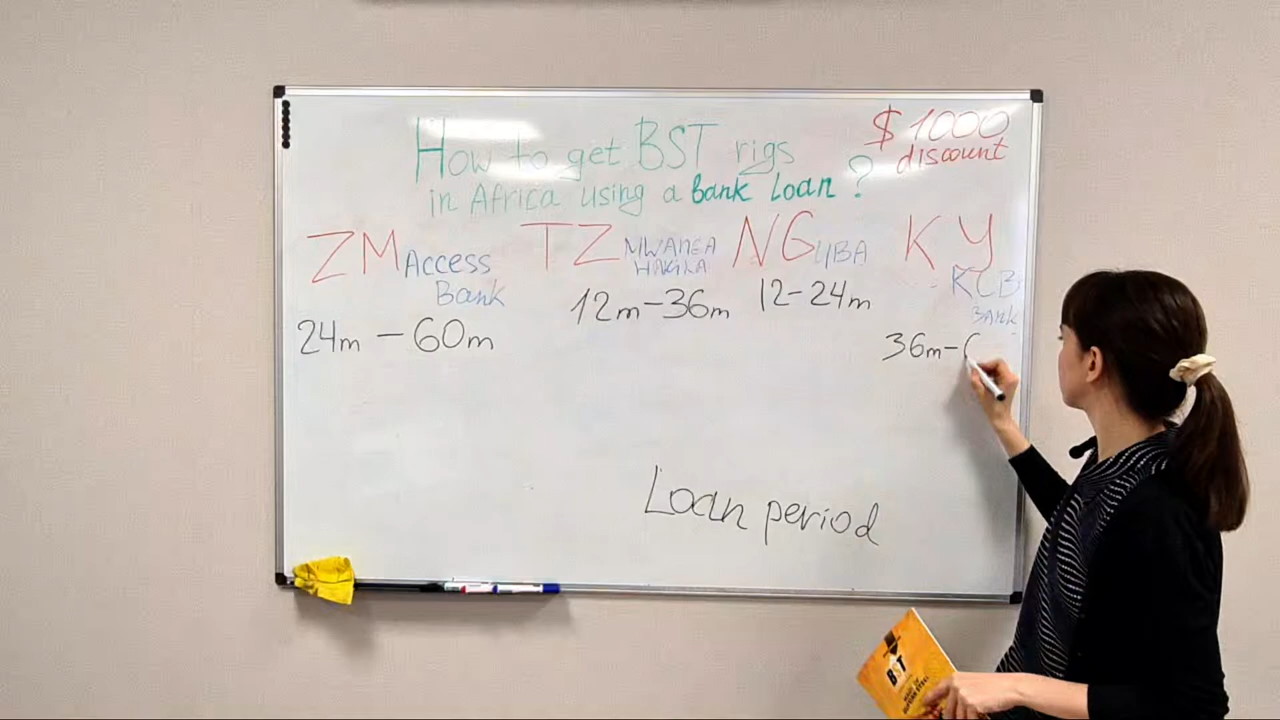 How to get BST rigs
in Africa using a bank loan?
$ 1000
discount
ZM Access
Bank
24m – 60m
TZ MWANGA
HAKIKA
12m – 36m
NG UBA
12 – 24m
KY
KCB
BANK
36m –
Loan period
BST